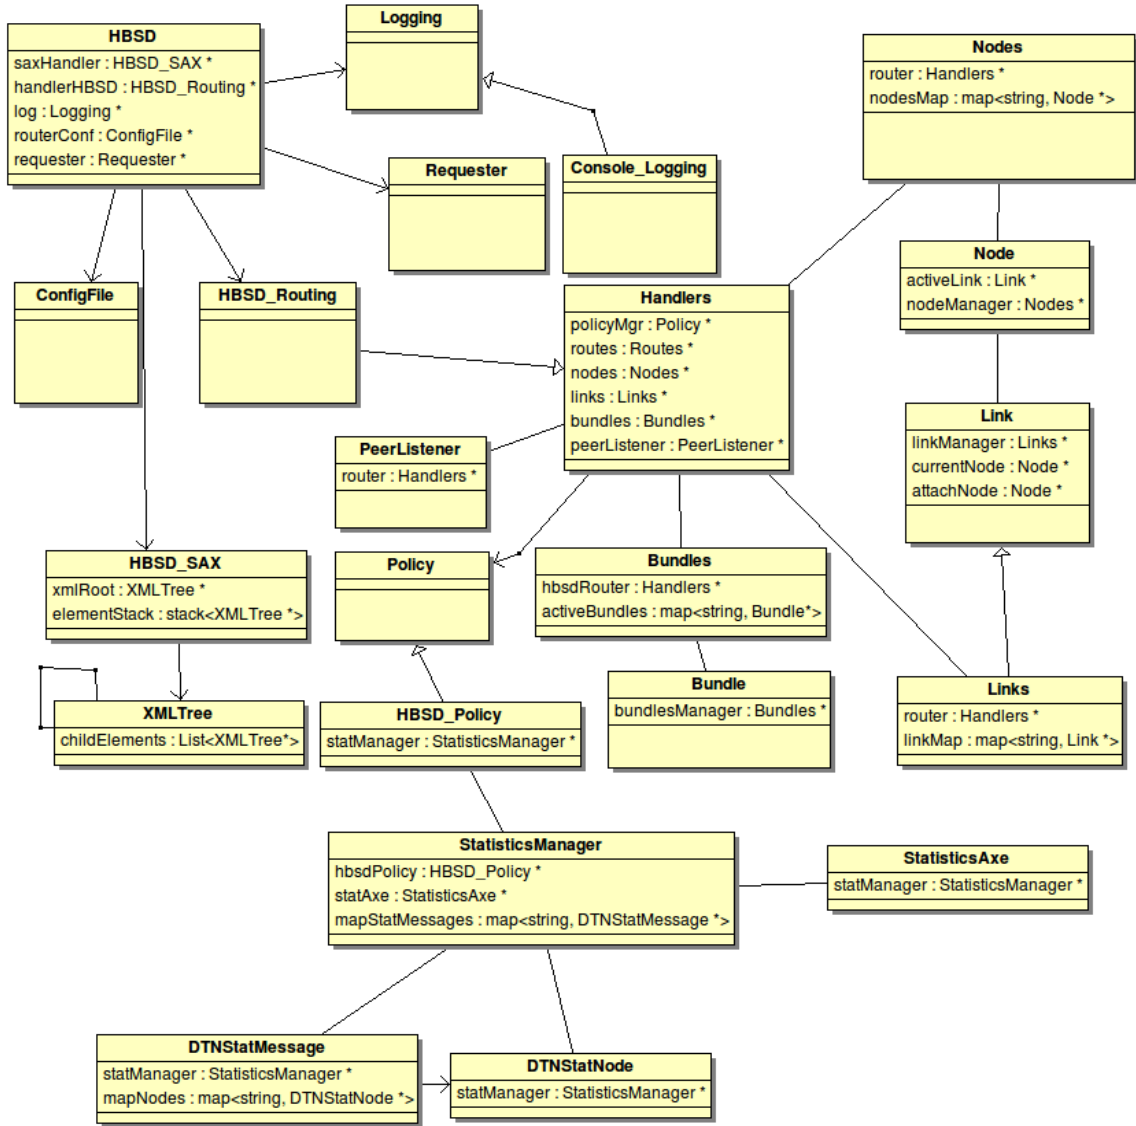 HBSD
saxHandler : HBSD_SAX *
handlerHBSD : HBSD_Routing *
log : Logging *
routerConf : ConfigFile *
requester : Requester *
Logging
Nodes
router : Handlers *
nodesMap : map<string, Node *>
Requester
Console_Logging
Node
activeLink : Link *
nodeManager : Nodes *
ConfigFile
HBSD_Routing
Handlers
policyMgr : Policy *
routes : Routes *
nodes : Nodes *
links : Links *
bundles : Bundles *
peerListener : PeerListener *
Link
linkManager : Links *
currentNode : Node *
attachNode : Node *
PeerListener
router : Handlers *
HBSD_SAX
xmlRoot : XMLTree *
elementStack : stack<XMLTree *>
Policy
Bundles
hbsdRouter : Handlers *
activeBundles : map<string, Bundle*>
Bundle
bundlesManager : Bundles *
Links
router : Handlers *
linkMap : map<string, Link *>
XMLTree
childElements : List<XMLTree*>
HBSD_Policy
statManager : StatisticsManager *
StatisticsManager
hbsdPolicy : HBSD_Policy *
statAxe : StatisticsAxe *
mapStatMessages : map<string, DTNStatMessage *>
StatisticsAxe
statManager : StatisticsManager *
DTNStatMessage
statManager : StatisticsManager *
mapNodes : map<string, DTNStatNode *>
DTNStatNode
statManager : StatisticsManager *